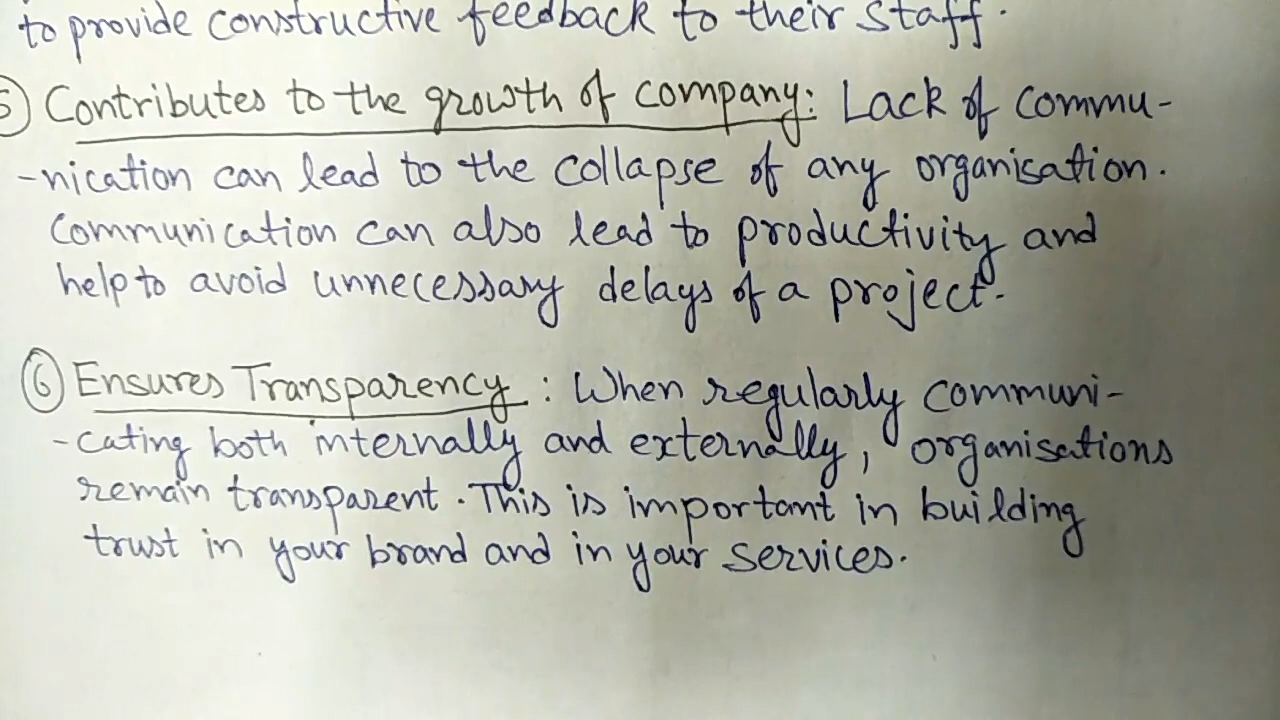 to provide constructive feedback to their staff.
5) Contributes to the growth of company: Lack of commu-
-nication can lead to the collapse of any organisation.
Communication can also lead to productivity and
help to avoid unnecessary delays of a project.
6 Ensures Transparency : When regularly communi-
-cating both internally and externally, organisations
remain transparent. This is important in building
trust in your brand and in your services.